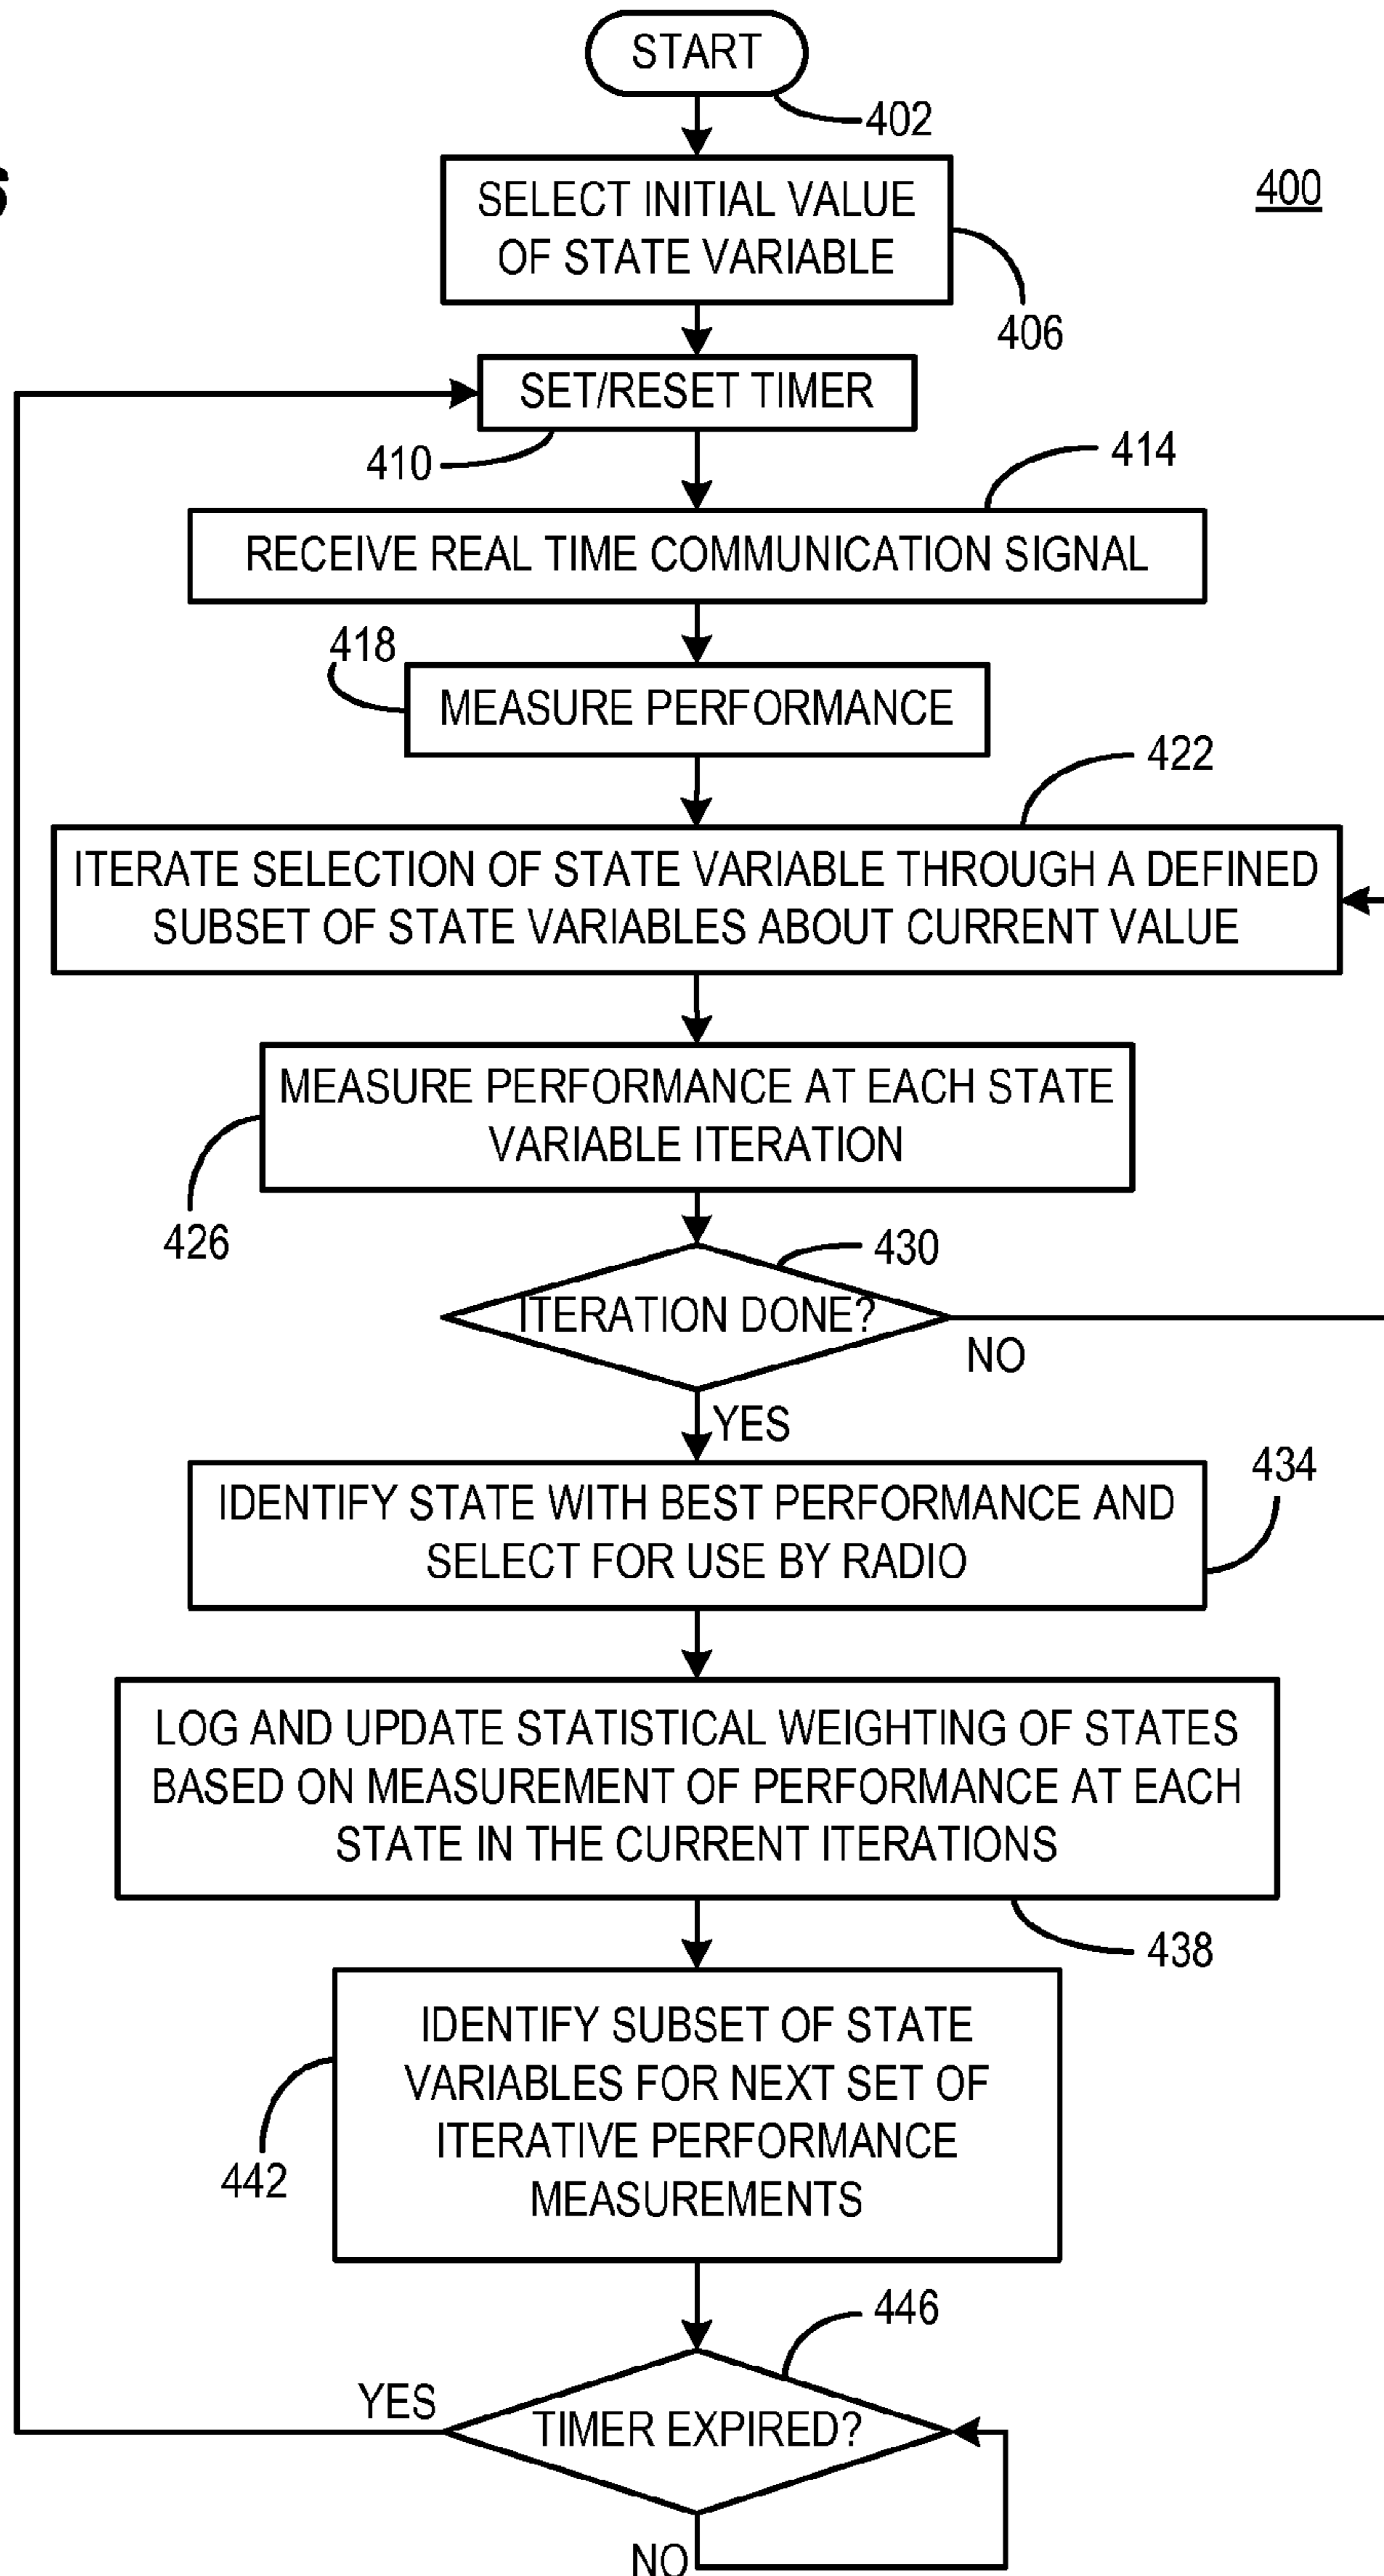 START
402
400
SELECT INITIAL VALUE
OF STATE VARIABLE
406
SET/RESET TIMER
410
414
RECEIVE REAL TIME COMMUNICATION SIGNAL
418
MEASURE PERFORMANCE
422
ITERATE SELECTION OF STATE VARIABLE THROUGH A DEFINED
SUBSET OF STATE VARIABLES ABOUT CURRENT VALUE
MEASURE PERFORMANCE AT EACH STATE
VARIABLE ITERATION
426
430
ITERATION DONE?
NO
YES
434
IDENTIFY STATE WITH BEST PERFORMANCE AND
SELECT FOR USE BY RADIO
LOG AND UPDATE STATISTICAL WEIGHTING OF STATES
BASED ON MEASUREMENT OF PERFORMANCE AT EACH
STATE IN THE CURRENT ITERATIONS
438
IDENTIFY SUBSET OF STATE
VARIABLES FOR NEXT SET OF
ITERATIVE PERFORMANCE
MEASUREMENTS
442
446
YES
TIMER EXPIRED?
NO